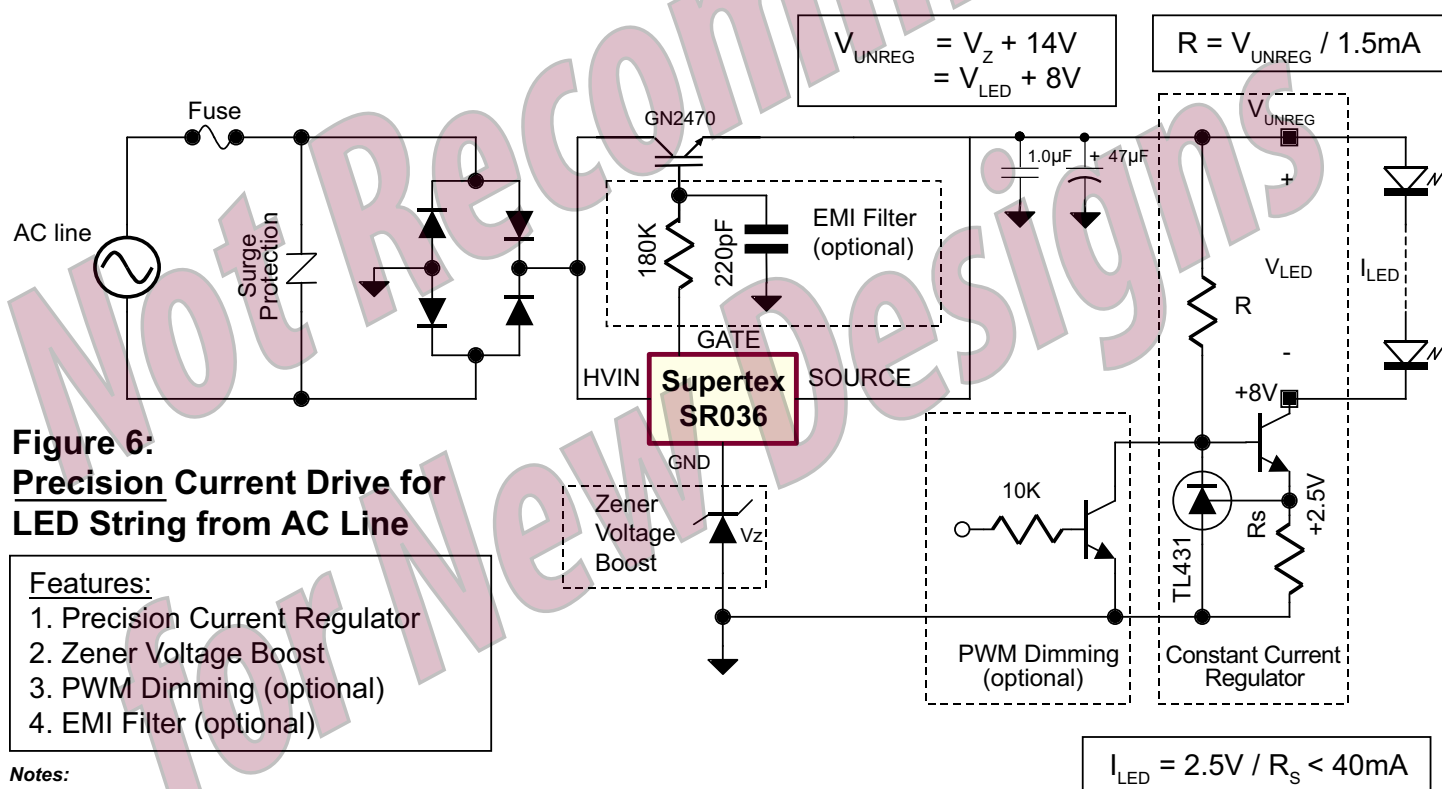 V_UNREG = V_Z + 14V
= V_LED + 8V
R = V_UNREG / 1.5mA
Fuse
GN2470
V_UNREG
1.0µF
+ 47µF
+
AC line
Surge
Protection
180K
220pF
EMI Filter
(optional)
V_LED
I_LED
R
-
GATE
HVIN
Supertex
SR036
SOURCE
+8V
GND
Figure 6:
Precision Current Drive for
LED String from AC Line
Zener
Voltage
Boost
Vz
10K
TL431
Rs
+2.5V
Features:
1. Precision Current Regulator
2. Zener Voltage Boost
3. PWM Dimming (optional)
4. EMI Filter (optional)
PWM Dimming
(optional)
Constant Current
Regulator
Notes:
I_LED = 2.5V / R_S < 40mA
for New Designs